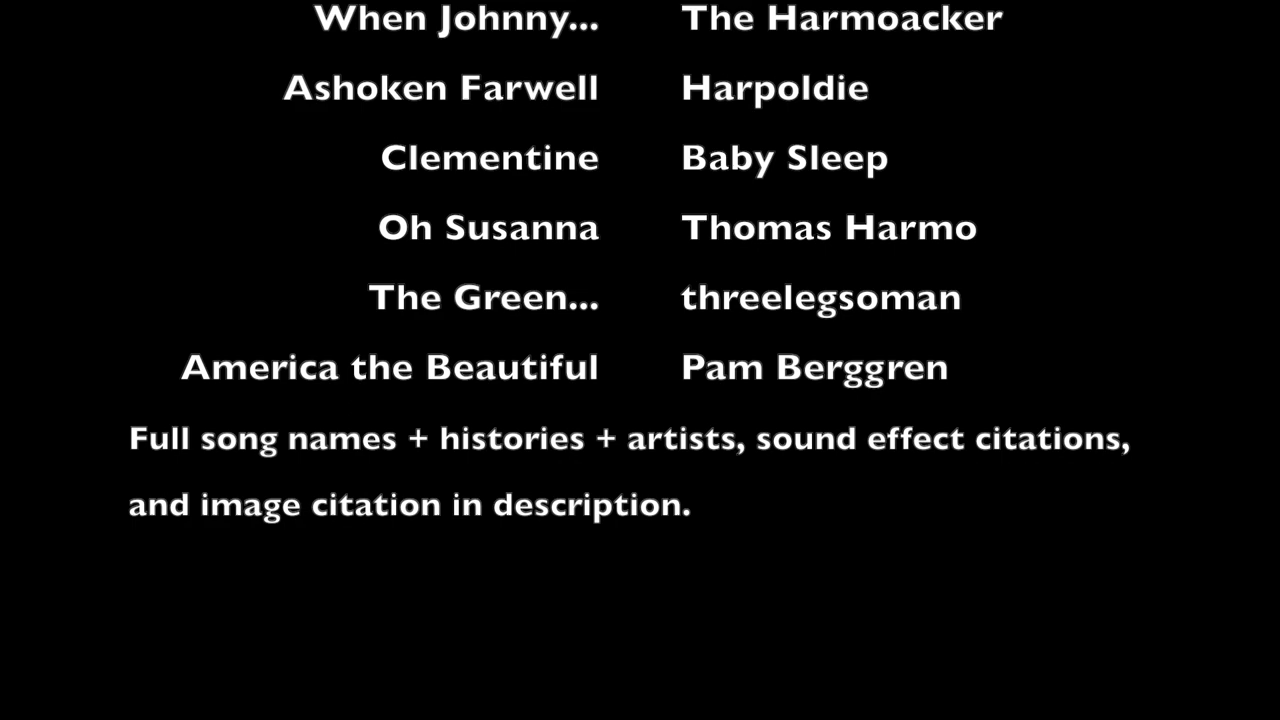 When Johnny... The Harmoacker
Ashoken Farwell Harpoldie
Clementine Baby Sleep
Oh Susanna Thomas Harmo
The Green... threelegsoman
America the Beautiful Pam Berggren
Full song names + histories + artists, sound effect citations,
and image citation in description.